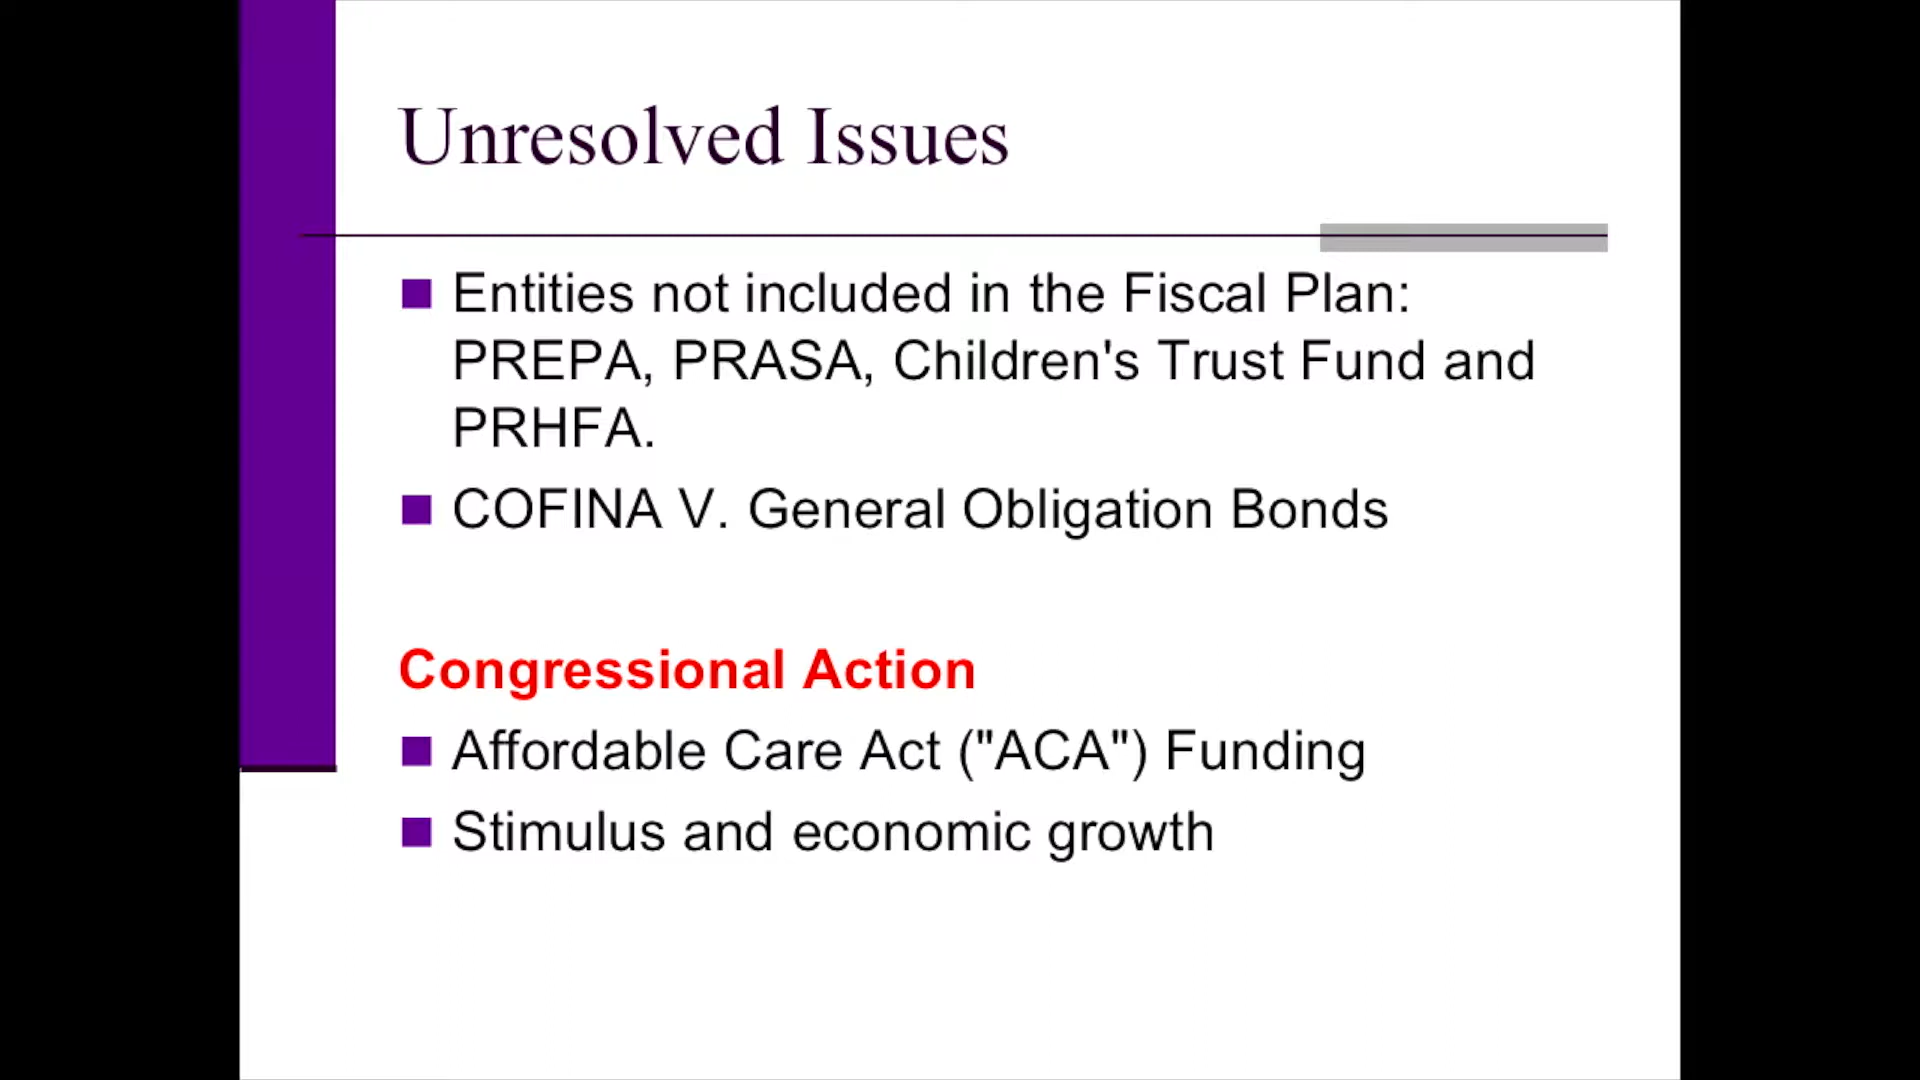 Unresolved Issues
Entities not included in the Fiscal Plan:
PREPA, PRASA, Children's Trust Fund and
PRHFA.
COFINA V. General Obligation Bonds
Congressional Action
Affordable Care Act ("ACA") Funding
Stimulus and economic growth